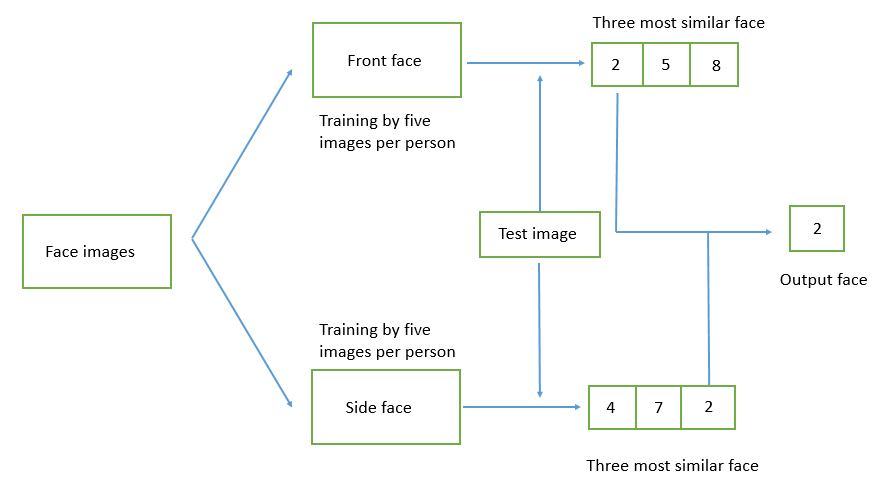 Three most similar face
2 5 8
Front face
Training by five
images per person
Face images
Test image
2
Output face
Training by five
images per person
Side face
4 7 2
Three most similar face